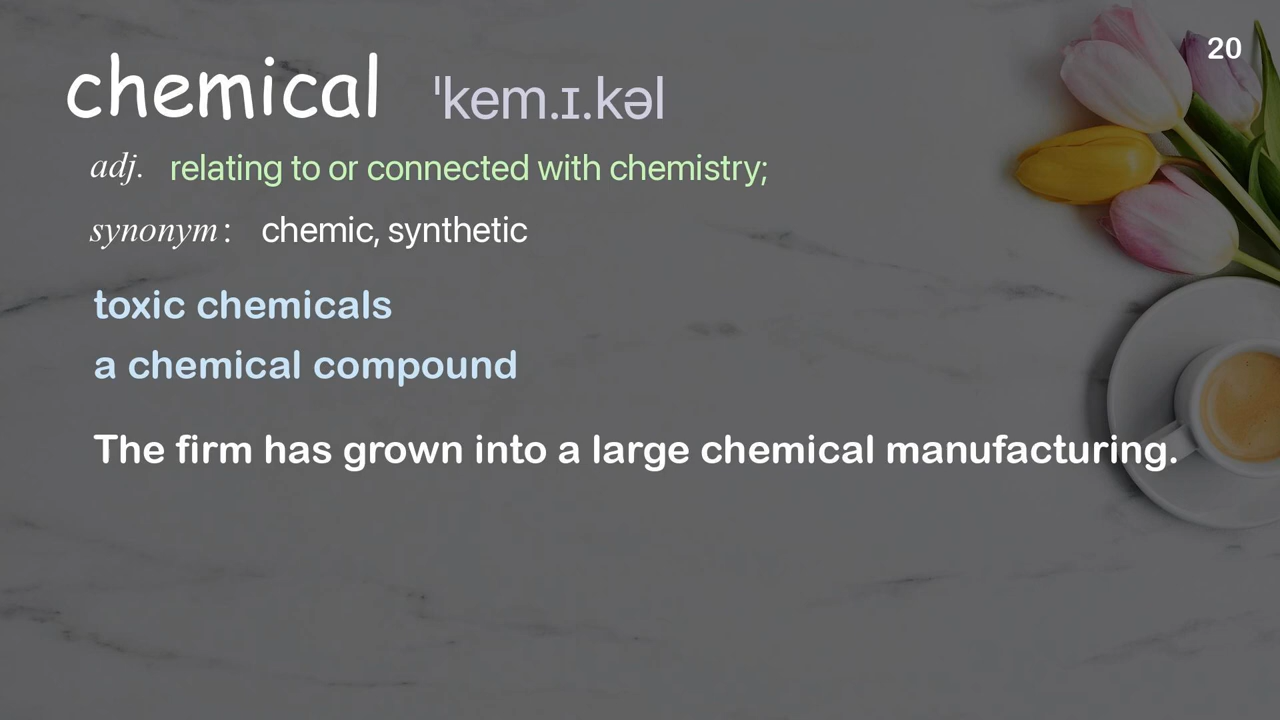 20
chemical ˈkem.ɪ.kəl
adj. relating to or connected with chemistry;
synonym: chemic, synthetic
toxic chemicals
a chemical compound
The firm has grown into a large chemical manufacturing.